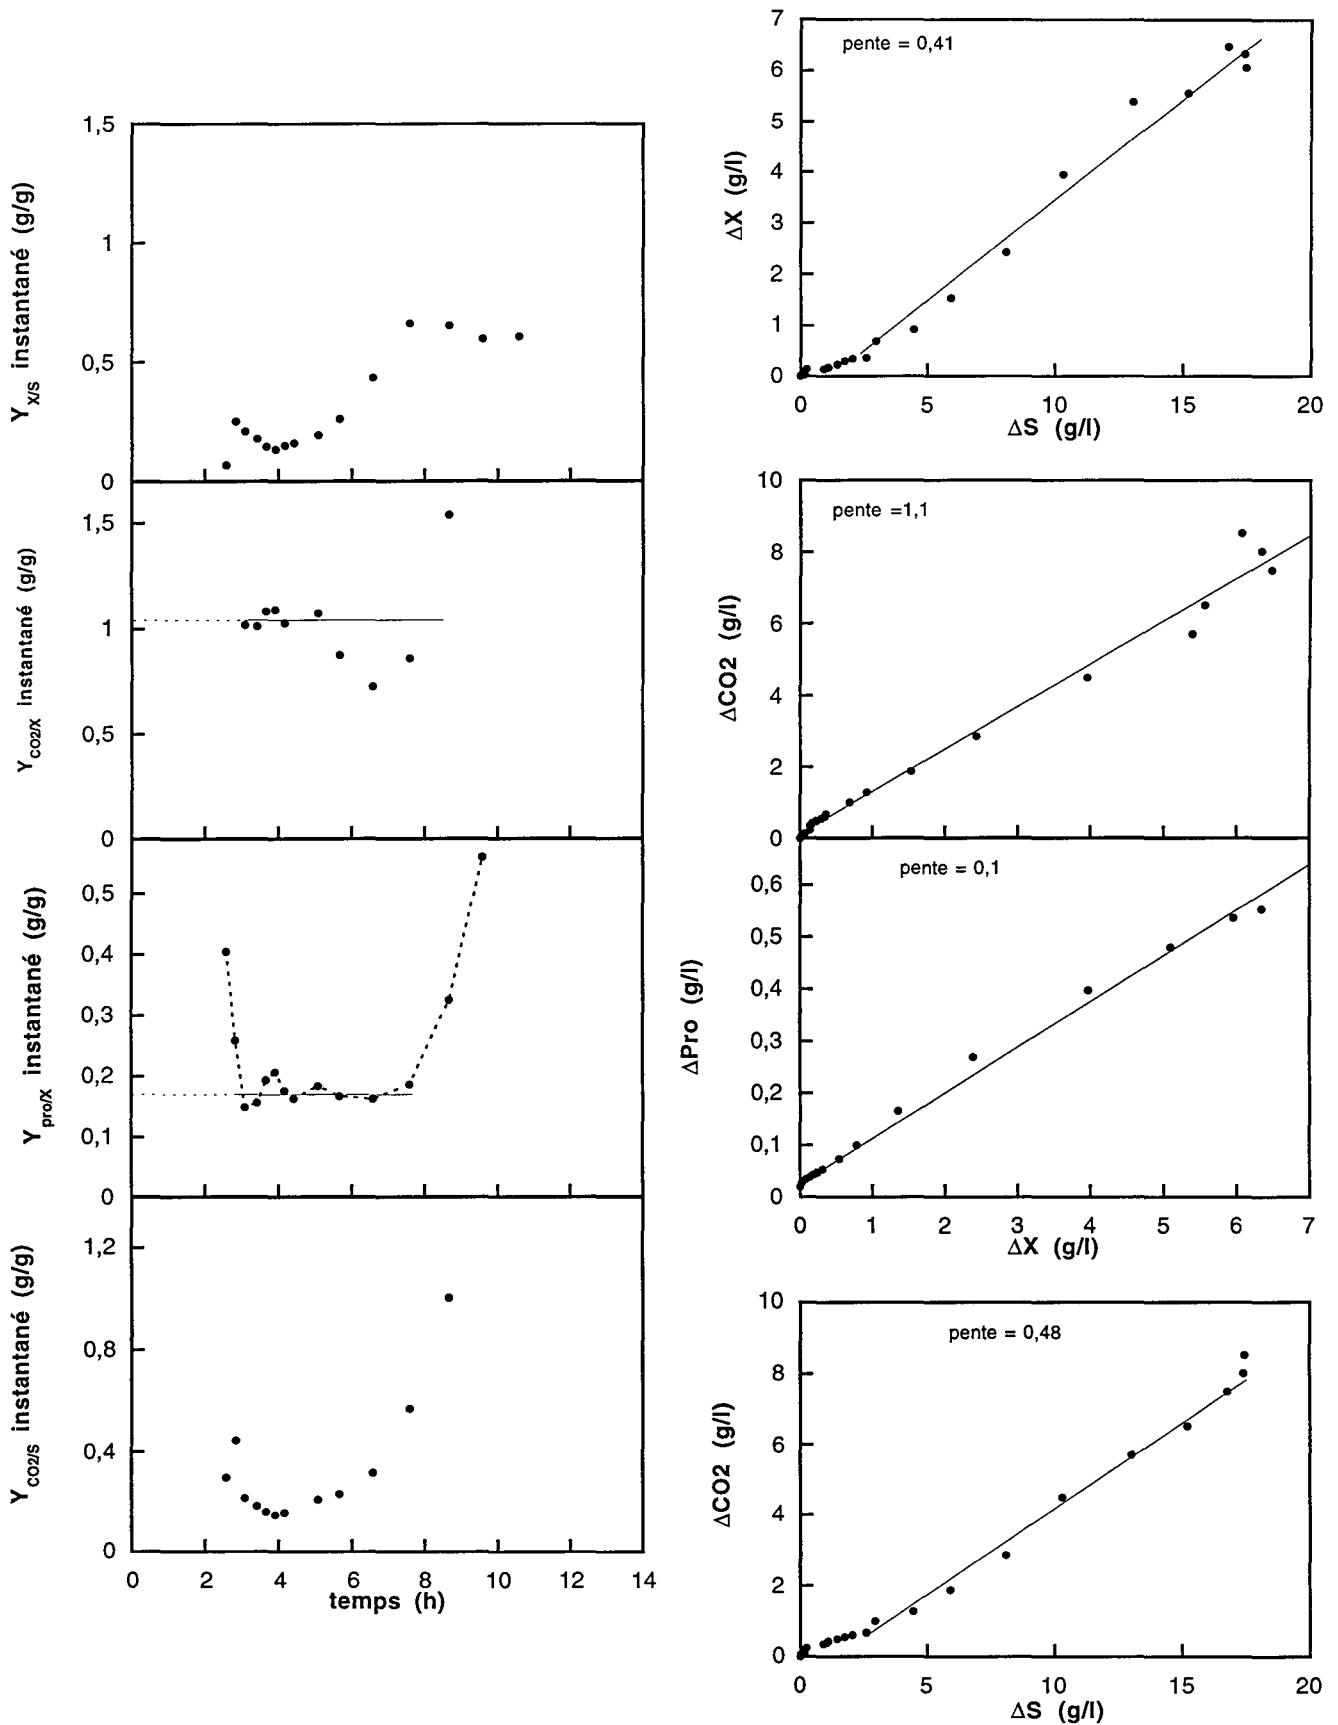 Y X/S instantané (g/g)
1,5
1
0,5
0
Y CO2/X instantané (g/g)
1,5
1
0,5
0
Y pro/X instantané (g/g)
0,5
0,4
0,3
0,2
0,1
0
Y CO2/S instantané (g/g)
1,2
0,8
0,4
0
0 2 4 6 8 10 12 14
temps (h)
pente = 0,41
ΔX (g/l)
7
6
5
4
3
2
1
0
0 5 10 15 20
ΔS (g/l)
pente =1,1
ΔCO2 (g/l)
10
8
6
4
2
0
pente = 0,1
ΔPro (g/l)
0,6
0,5
0,4
0,3
0,2
0,1
0
0 1 2 3 4 5 6 7
ΔX (g/l)
pente = 0,48
ΔCO2 (g/l)
10
8
6
4
2
0
0 5 10 15 20
ΔS (g/l)